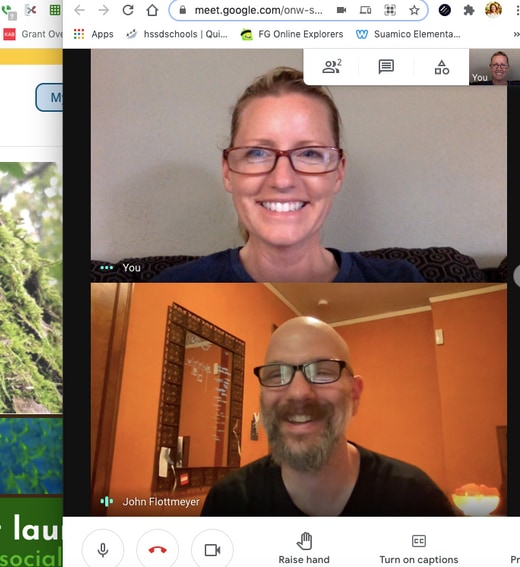 meet.google.com/onw-s...
Grant Ove
Apps
hssdschools | Qui...
FG Online Explorers
Suamico Elementa...
»
2
You
You
John Flottmeyer
r lau
social
Raise hand
Turn on captions
Pr